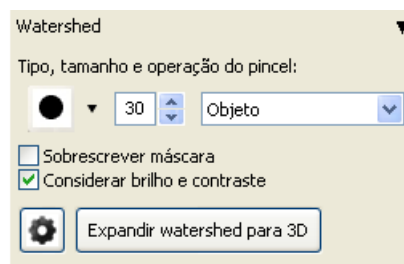 Watershed
Tipo, tamanho e operação do pincel:
30 Objeto
Sobrescrever máscara
Considerar brilho e contraste
Expandir watershed para 3D